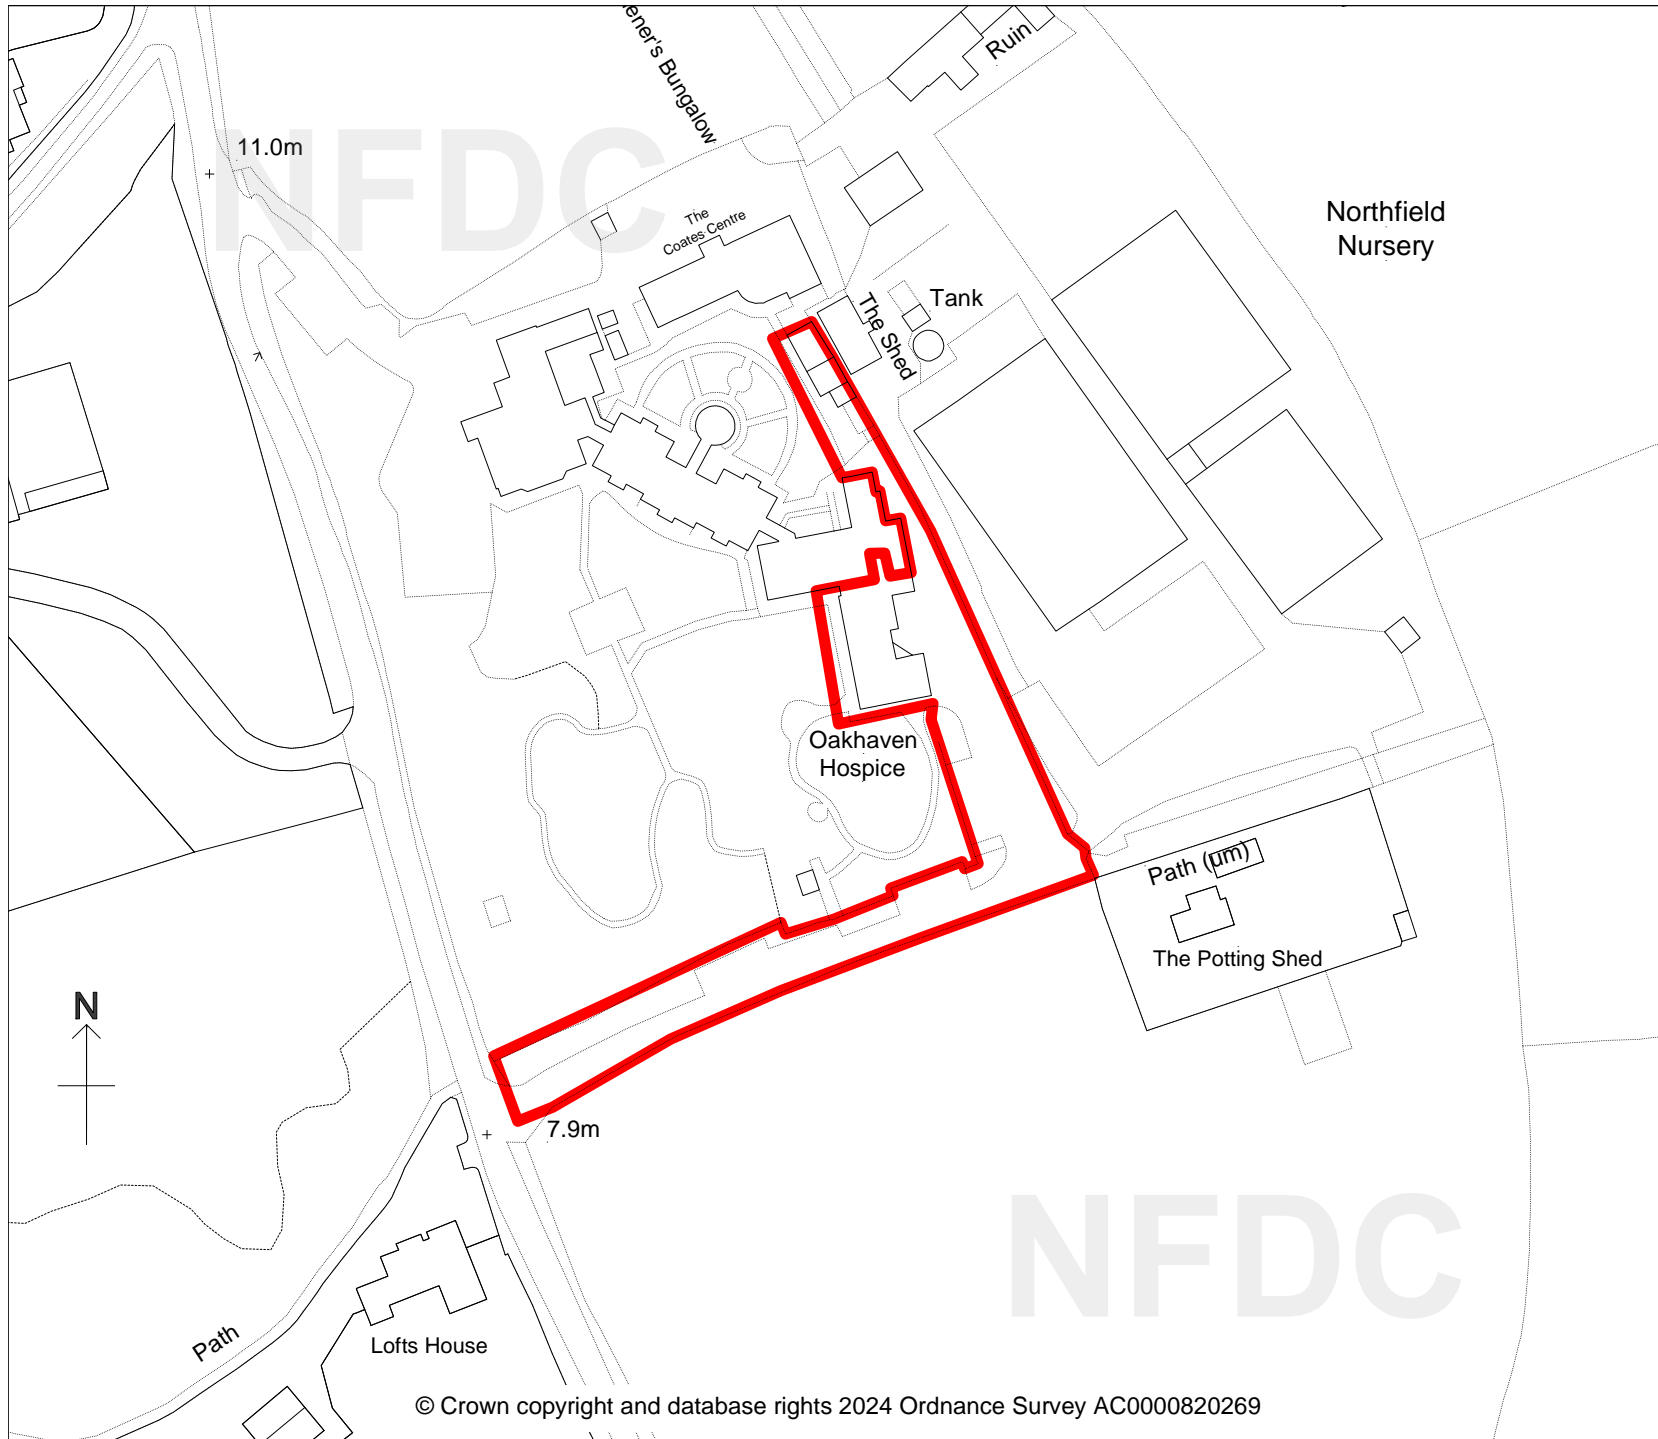 ener's Bungalow
Ruin
11.0m
NFDC
The
Coates Centre
Northfield
Nursery
The Shed
Tank
Oakhaven
Hospice
Path (um)
The Potting Shed
N
7.9m
NFDC
Path
Lofts House
© Crown copyright and database rights 2024 Ordnance Survey AC0000820269